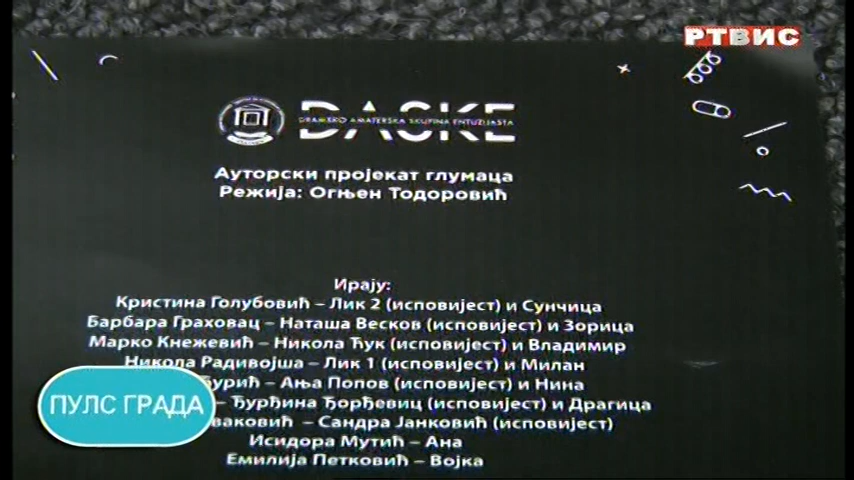 РТВИС
DASKE
DRAMSKO AMATERSKA SKUPINA ENTUZIJASTA
Ауторски пројекат глумаца
Режија: Огњен Тодоровић
Ирају:
Кристина Голубовић – Лик 2 (исповијест) и Сунчица
Барбара Граховац – Наташа Весков (исповијест) и Зорица
Марко Кнежевић – Никола Ћук (исповијест) и Владимир
Никола Радивојша – Лик 1 (исповијест) и Милан
– Ања Попов (исповијест) и Нина
– Ђурђина Ђорђевиц (исповијест) и Драгица
– Сандра Јанковић (исповијест)
Исидора Мутић – Ана
Емилија Петковић – Војка
ПУЛС ГРАДА